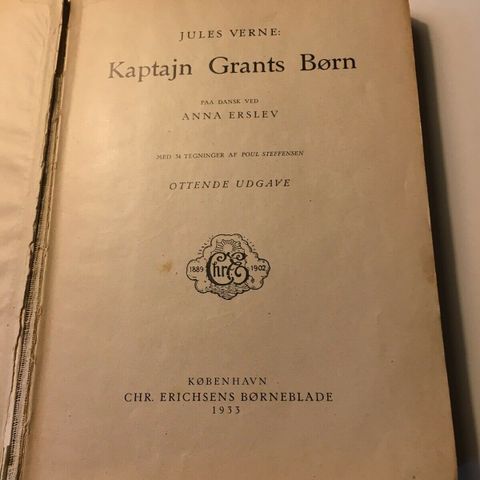 JULES VERNE:
Kaptajn Grants Børn
PAA DANSK VED
ANNA ERSLEV
MED 34 TEGNINGER AF POUL STEFFENSEN
OTTENDE UDGAVE
1889 Chr E 1902
KØBENHAVN
CHR. ERICHSENS BØRNEBLADE
1933